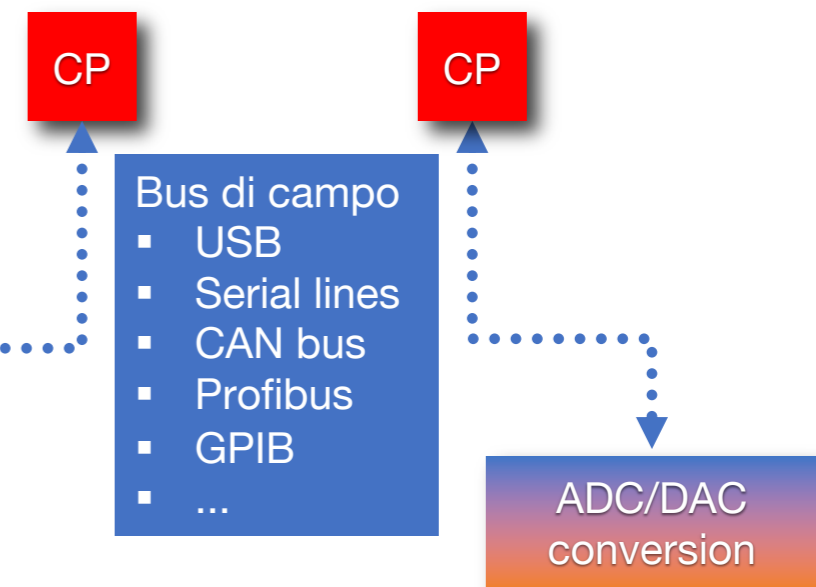 CP
CP
Bus di campo
▪ USB
▪ Serial lines
▪ CAN bus
▪ Profibus
▪ GPIB
▪ ...
ADC/DAC
conversion